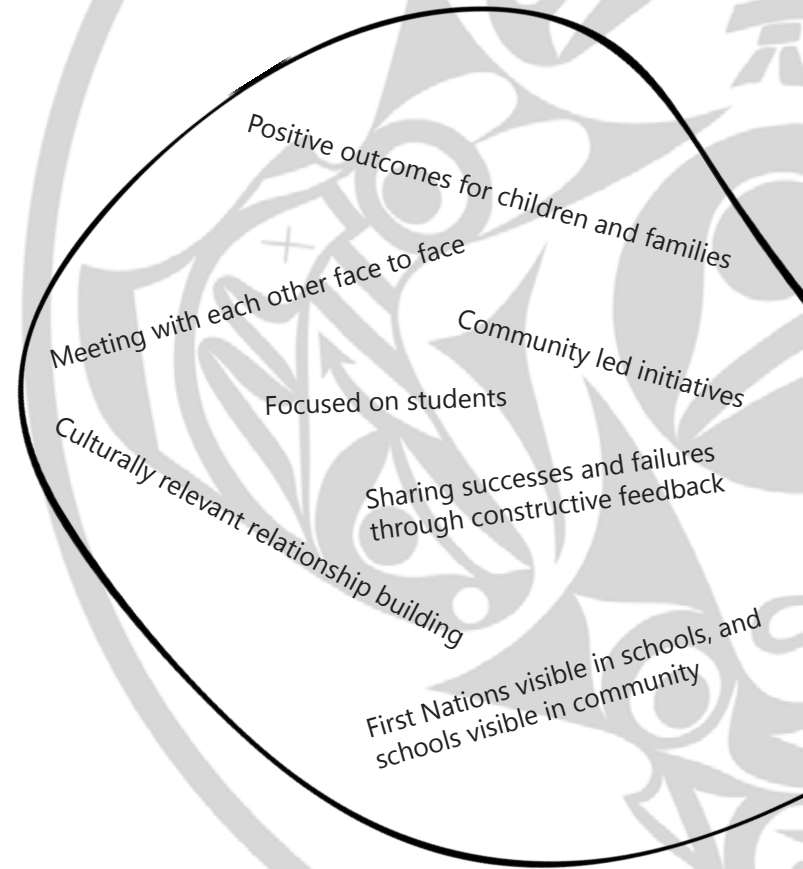 Positive outcomes for children and families
Meeting with each other face to face
Community led initiatives
Focused on students
Culturally relevant relationship building
Sharing successes and failures
through constructive feedback
First Nations visible in schools, and
schools visible in community